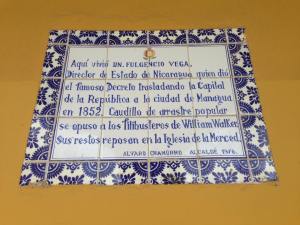 Aquí vivió DN. FULGENCIO VEGA.
Director de Estado de Nicaragua quien dió
el famoso Decreto trasladando la Capital
de la República a la ciudad de Managua
en 1852. Caudillo de arrastre popular
se opuso a los filibusteros de William Walker.
Sus restos reposan en la Iglesia de la Merced.
ALVARO CHAMORRO ALCALDE